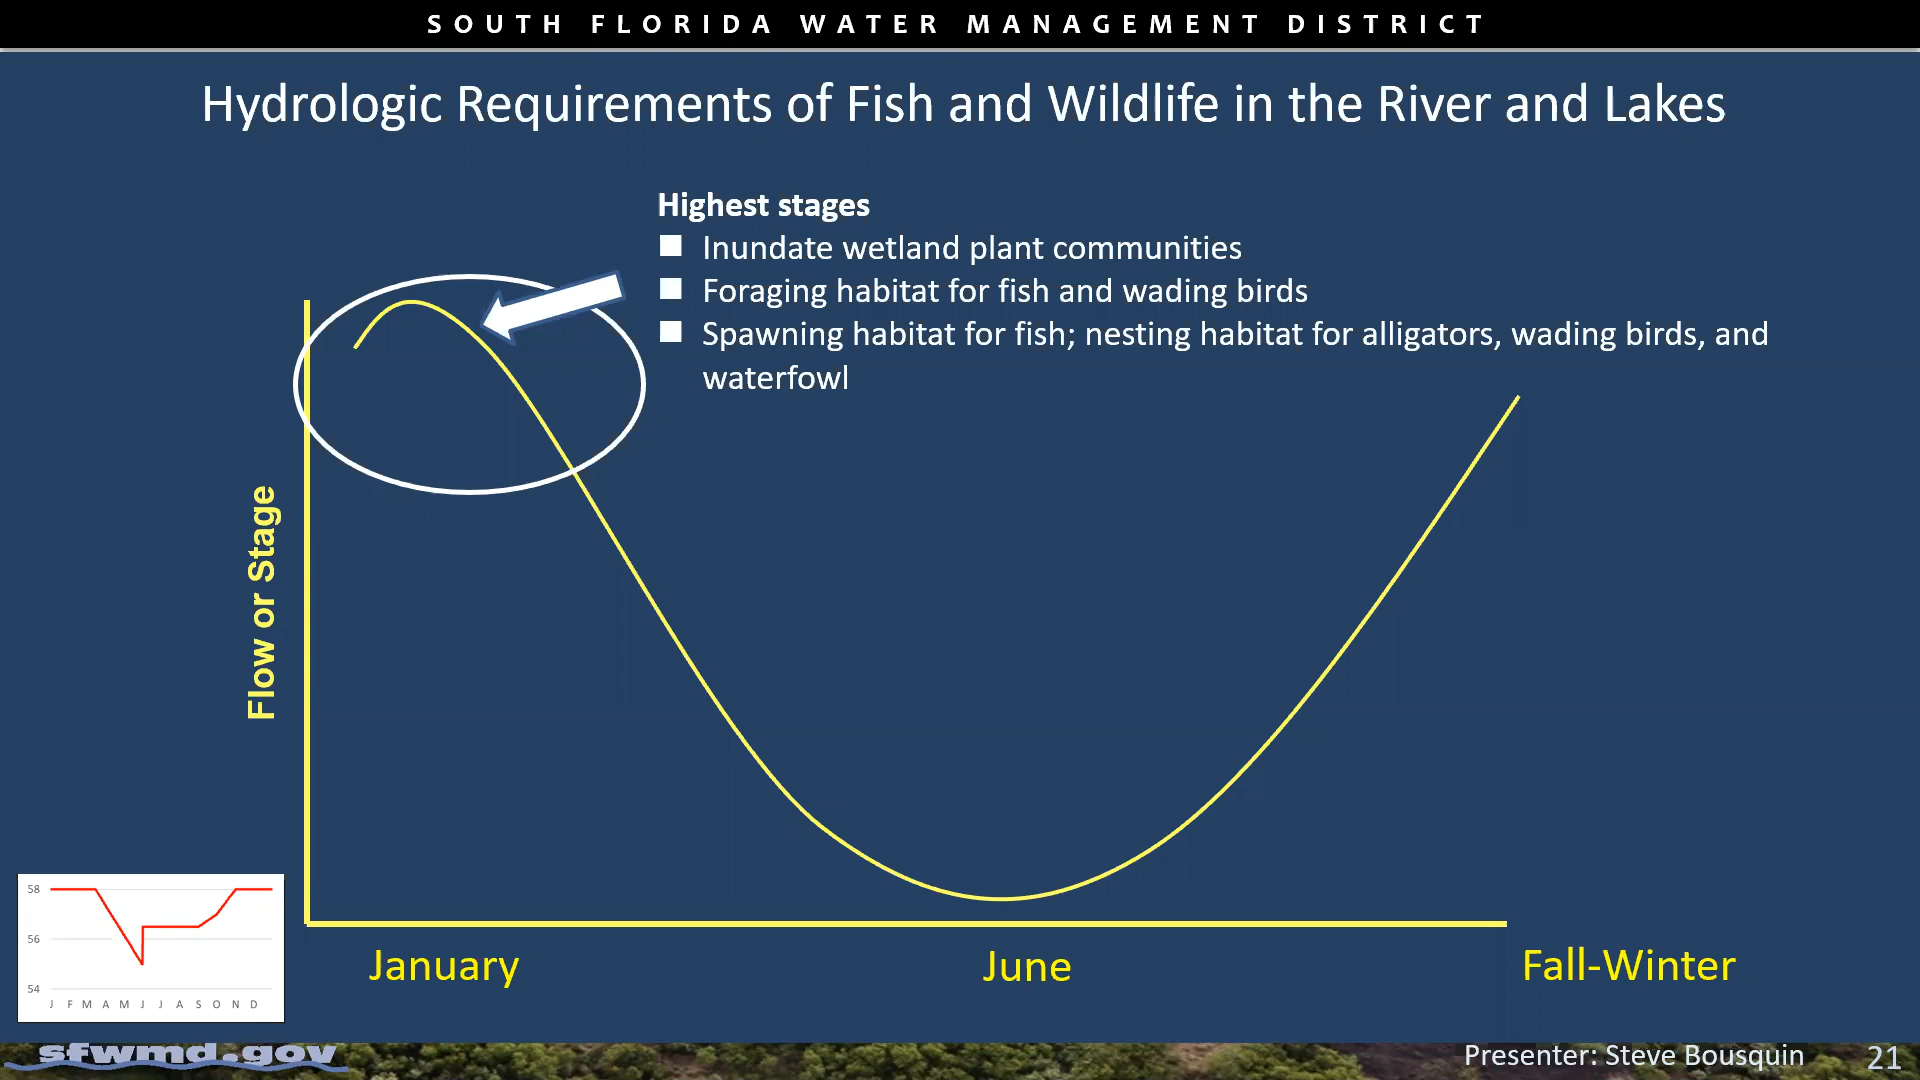 SOUTH FLORIDA WATER MANAGEMENT DISTRICT
Hydrologic Requirements of Fish and Wildlife in the River and Lakes
Highest stages
Inundate wetland plant communities
Foraging habitat for fish and wading birds
Spawning habitat for fish; nesting habitat for alligators, wading birds, and
waterfowl
Flow or Stage
January
June
Fall-Winter
58
56
54
J F M A M J J A S O N D
sfwmd.gov
Presenter: Steve Bousquin
21